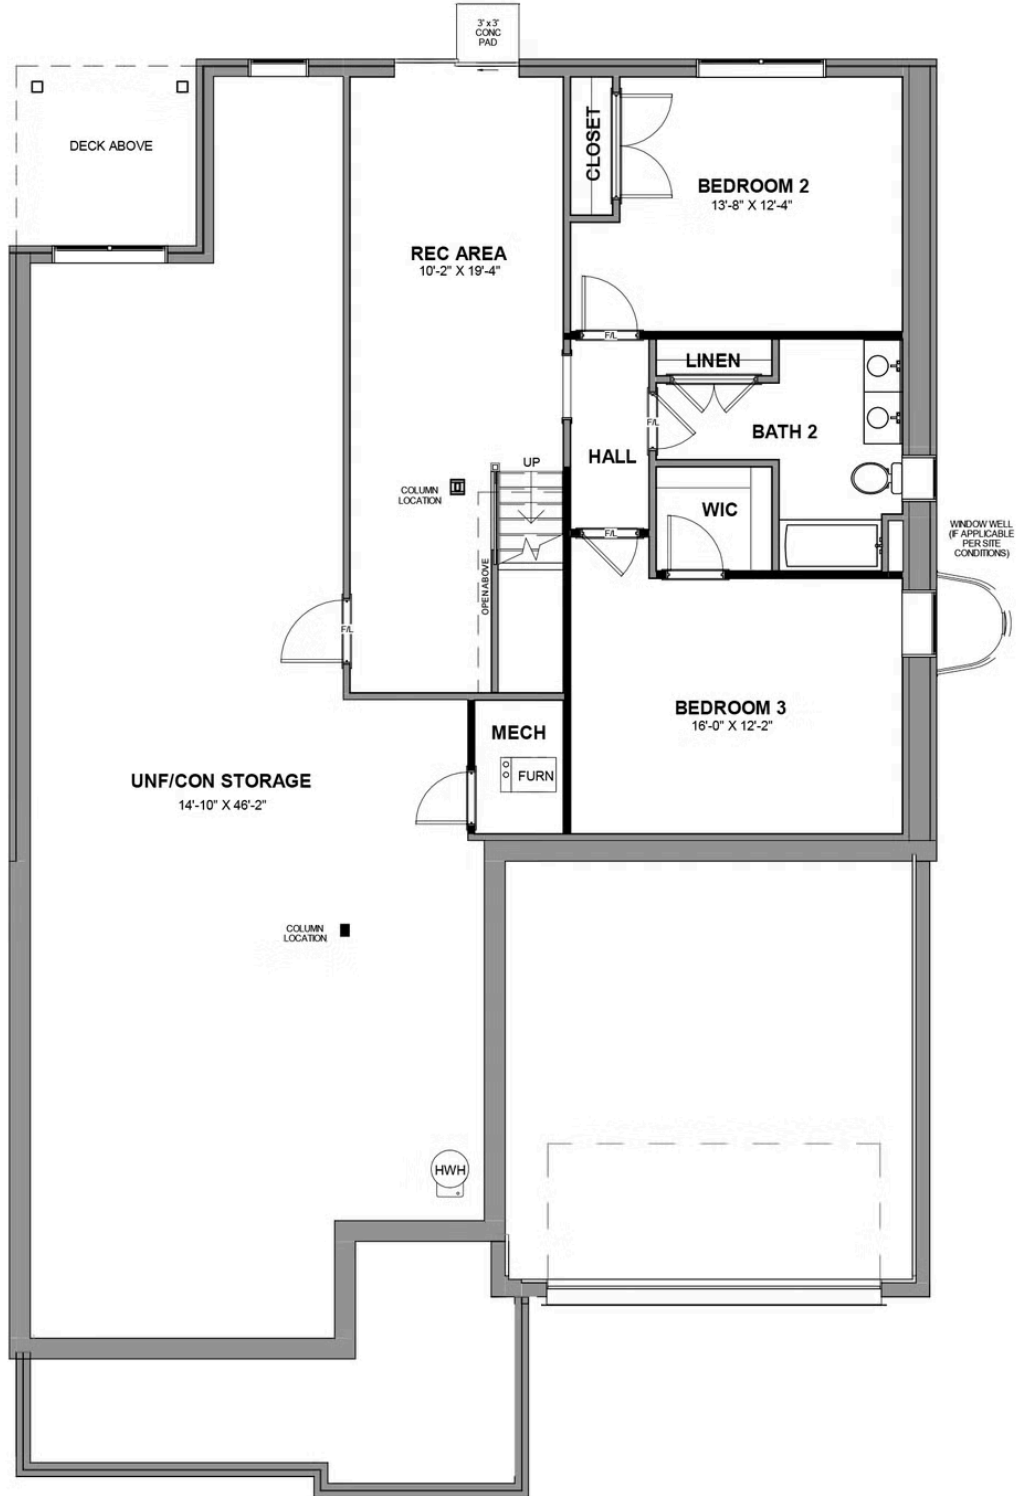 3' x 3'
CONC
PAD
DECK ABOVE
CLOSET
BEDROOM 2
13'-8" X 12'-4"
REC AREA
10'-2" X 19'-4"
F/L
LINEN
F/L
BATH 2
HALL
UP
COLUMN
LOCATION
WIC
F/L
WINDOW WELL
(IF APPLICABLE
PER SITE
CONDITIONS)
OPEN ABOVE
F/L
BEDROOM 3
16'-0" X 12'-2"
MECH
FURN
UNF/CON STORAGE
14'-10" X 46'-2"
COLUMN
LOCATION
HWH